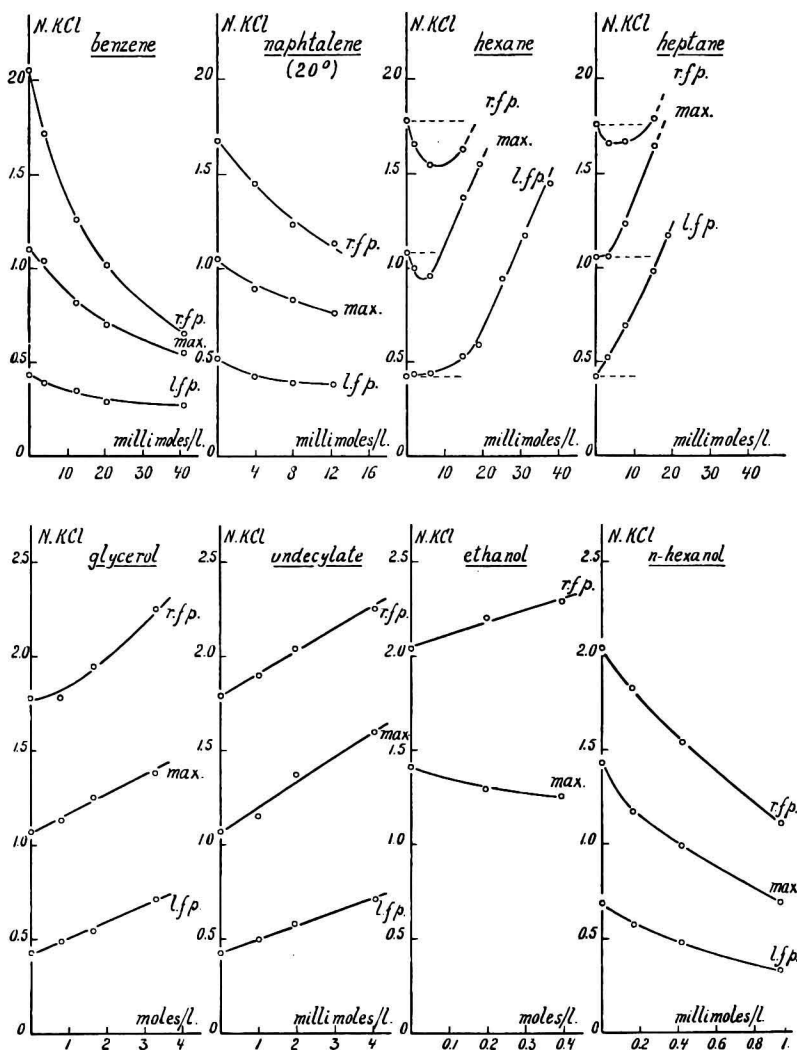 N. KCl
benzene
20
1.5
1.0
0.5
0
r.f.p.
max.
l.f.p.
millimoles/l.
10 20 30 40
N. KCl
naphtalene
(20°)
20
1.5
1.0
0.5
0
r.f.p.
max.
l.f.p.
millimoles/l.
4 8 12 16
N. KCl
hexane
20
1.5
1.0
0.5
0
r.f.p.
max.
l.f.p.
millimoles/l.
10 20 30 40
N. KCl
heptane
20
1.5
1.0
0.5
0
r.f.p.
max.
l.f.p.
millimoles/l.
10 20 30 40
N. KCl
glycerol
2.5
2.0
1.5
1.0
0.5
0
r.f.p.
max.
l.f.p.
moles/l.
1 2 3 4
N. KCl
undecylate
2.5
2.0
1.5
1.0
0.5
0
r.f.p.
max
l.f.p.
millimoles/l.
1 2 3 4
N. KCl
ethanol
2.5
2.0
1.5
1.0
0.5
0
r.f.p.
max.
moles/l.
0.1 0.2 0.3 0.4
N. KCl
n-hexanol
2.5
2.0
1.5
1.0
0.5
0
r.f.p.
max
l.f.p.
millimoles/l.
0.2 0.4 0.6 0.8 1.